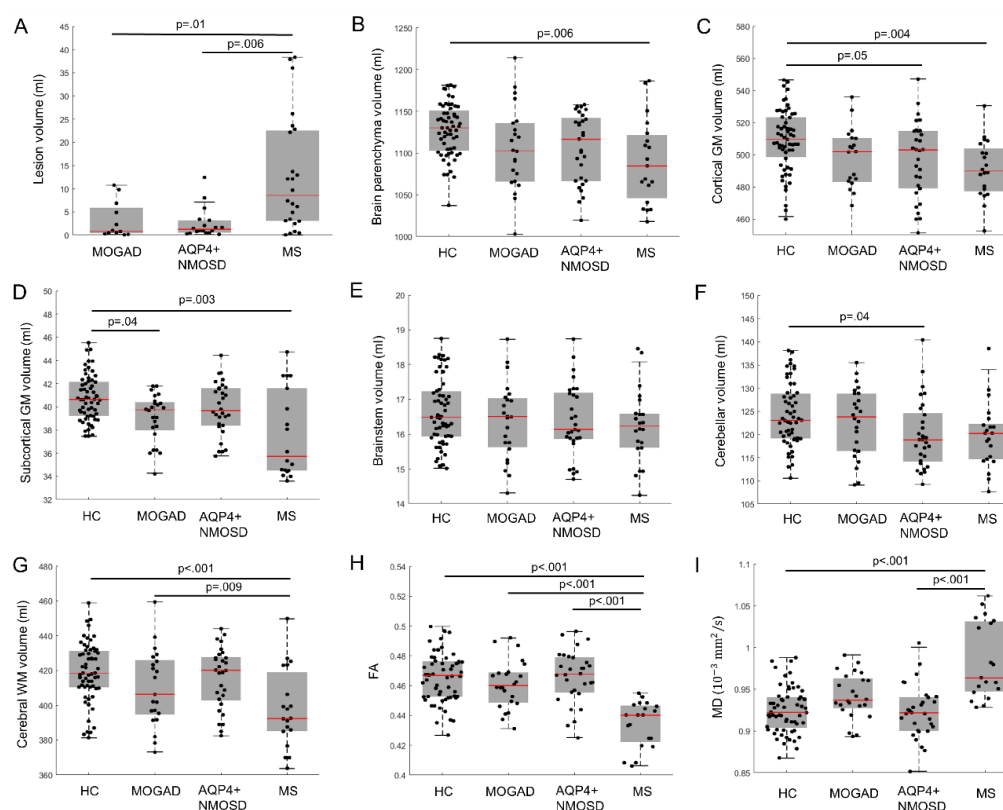 A
Lesion volume (ml)
45
40
35
30
25
20
15
10
5
0
p=.01
p=.006
MOGAD
AQP4+
NMOSD
MS
B
Brain parenchyma volume (ml)
1250
1200
1150
1100
1050
1000
p=.006
HC
MOGAD
AQP4+
NMOSD
MS
C
Cortical GM volume (ml)
560
540
520
500
480
460
p=.004
p=.05
HC
MOGAD
AQP4+
NMOSD
MS
D
Subcortical GM volume (ml)
50
48
46
44
42
40
38
36
34
32
p=.003
p=.04
HC
MOGAD
AQP4+
NMOSD
MS
E
Brainstem volume (ml)
20
19
18
17
16
15
14
HC
MOGAD
AQP4+
NMOSD
MS
F
Cerebellar volume (ml)
150
145
140
135
130
125
120
115
110
105
p=.04
HC
MOGAD
AQP4+
NMOSD
MS
G
Cerebral WM volume (ml)
480
460
440
420
400
380
360
p<.001
p=.009
HC
MOGAD
AQP4+
NMOSD
MS
H
FA
0.54
0.52
0.5
0.48
0.46
0.44
0.42
0.4
p<.001
p<.001
p<.001
HC
MOGAD
AQP4+
NMOSD
MS
I
MD (10⁻³ mm²/s)
1.1
1.05
1
0.95
0.9
0.85
p<.001
p<.001
HC
MOGAD
AQP4+
NMOSD
MS